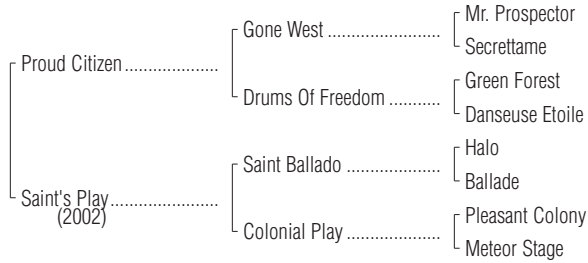 Mr. Prospector
Gone West
Secrettame
Proud Citizen
Green Forest
Drums Of Freedom
Danseuse Etoile
Halo
Saint Ballado
Ballade
Saint's Play
(2002)
Pleasant Colony
Colonial Play
Meteor Stage